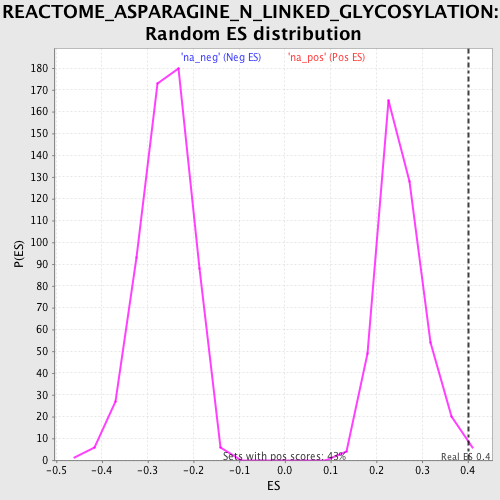 REACTOME_ASPARAGINE_N_LINKED_GLYCOSYLATION:
Random ES distribution
'na_neg' (Neg ES) 'na_pos' (Pos ES)
180
170
160
150
140
130
120
110
100
90
80
70
60
50
40
30
20
10
0
P(ES)
Sets with pos scores: 43%
Real ES 0.4
-0.5 -0.4 -0.3 -0.2 -0.1 0.0 0.1 0.2 0.3 0.4
ES